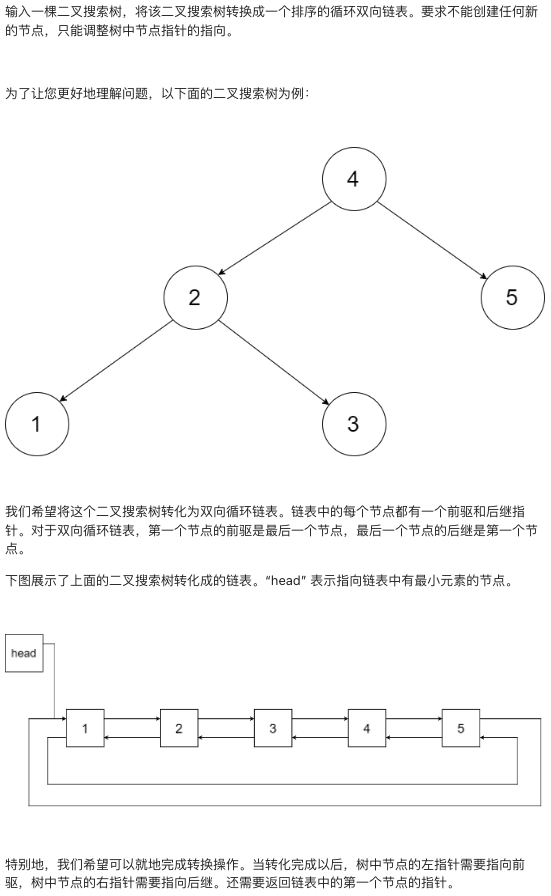 输入一棵二叉搜索树，将该二叉搜索树转换成一个排序的循环双向链表。要求不能创建任何新
的节点，只能调整树中节点指针的指向。
为了让您更好地理解问题，以下面的二叉搜索树为例：
4
2
5
1
3
我们希望将这个二叉搜索树转化为双向循环链表。链表中的每个节点都有一个前驱和后继指
针。对于双向循环链表，第一个节点的前驱是最后一个节点，最后一个节点的后继是第一个节
点。
下图展示了上面的二叉搜索树转化成的链表。“head” 表示指向链表中有最小元素的节点。
head
1 2 3 4 5
特别地，我们希望可以就地完成转换操作。当转化完成以后，树中节点的左指针需要指向前
驱，树中节点的右指针需要指向后继。还需要返回链表中的第一个节点的指针。